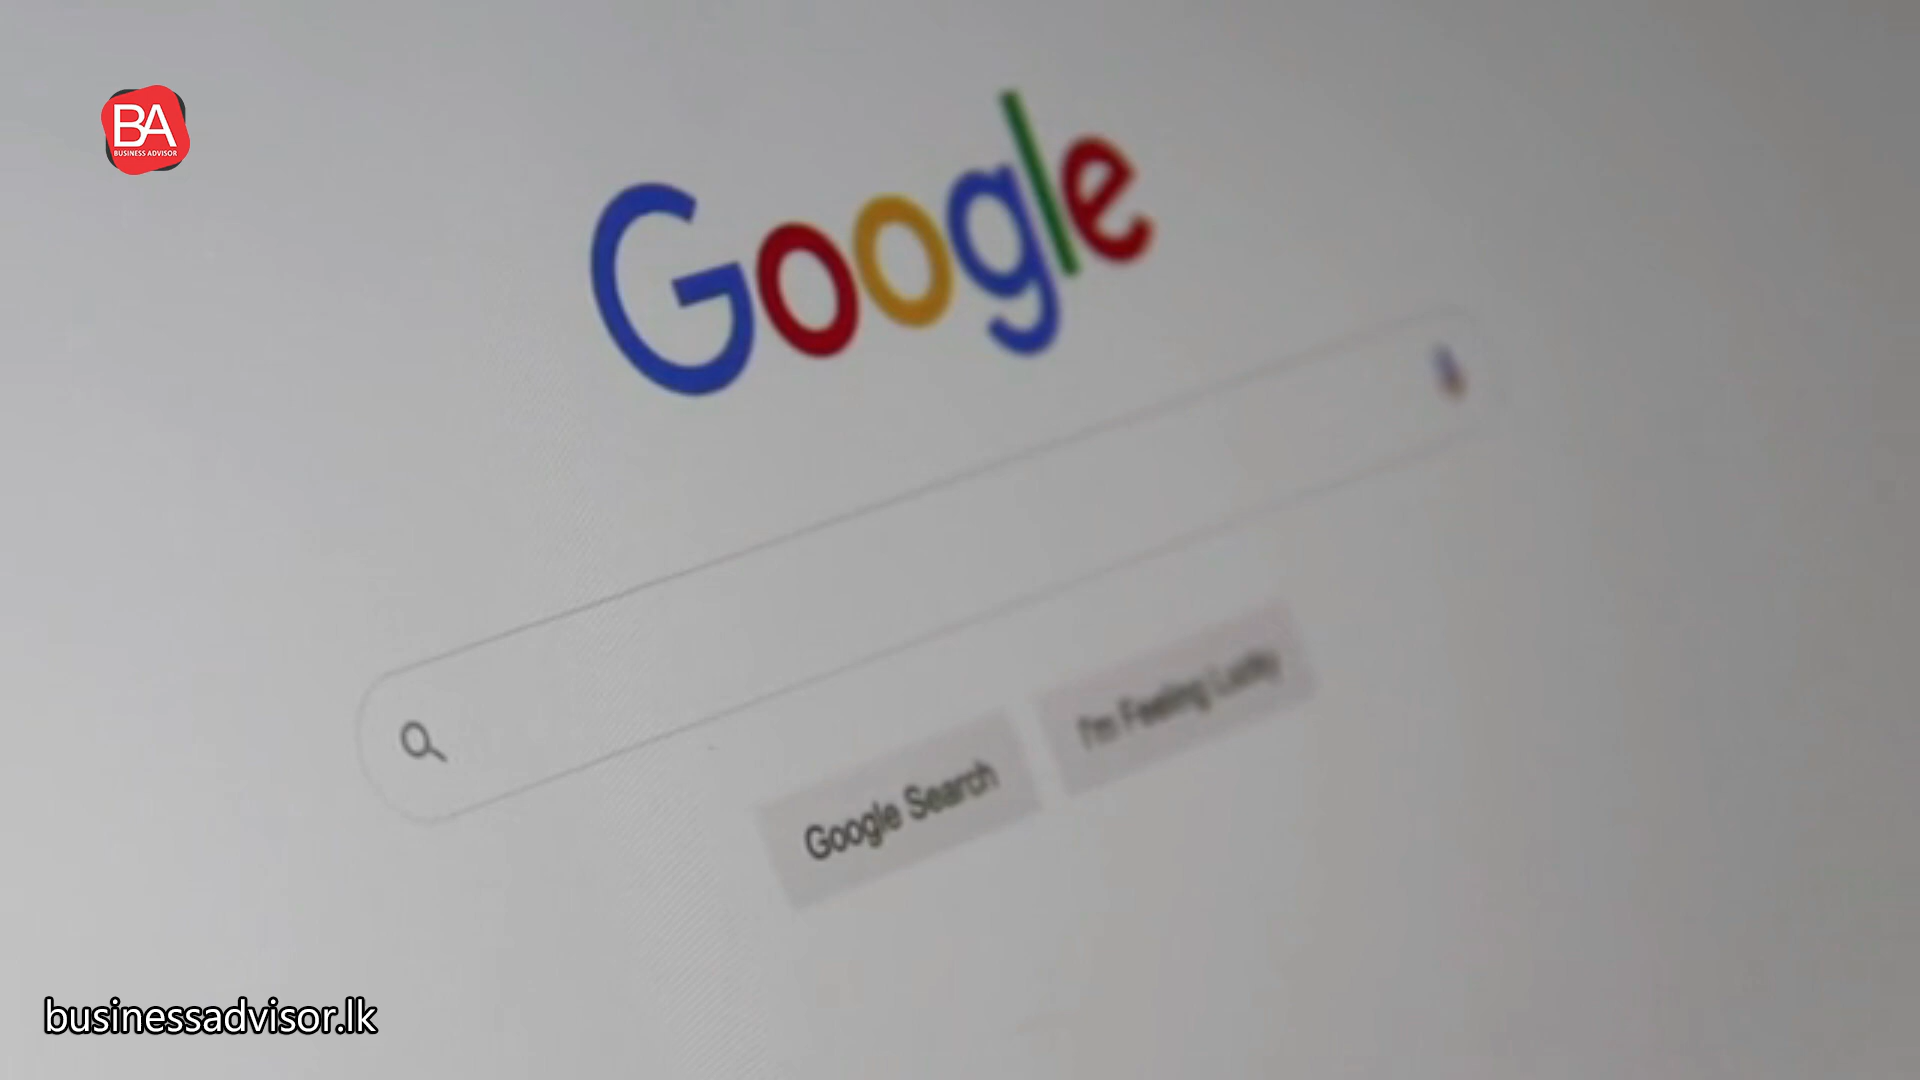 BA
BUSINESS ADVISOR
Google
Google Search
I'm Feeling Lucky
businessadvisor.lk